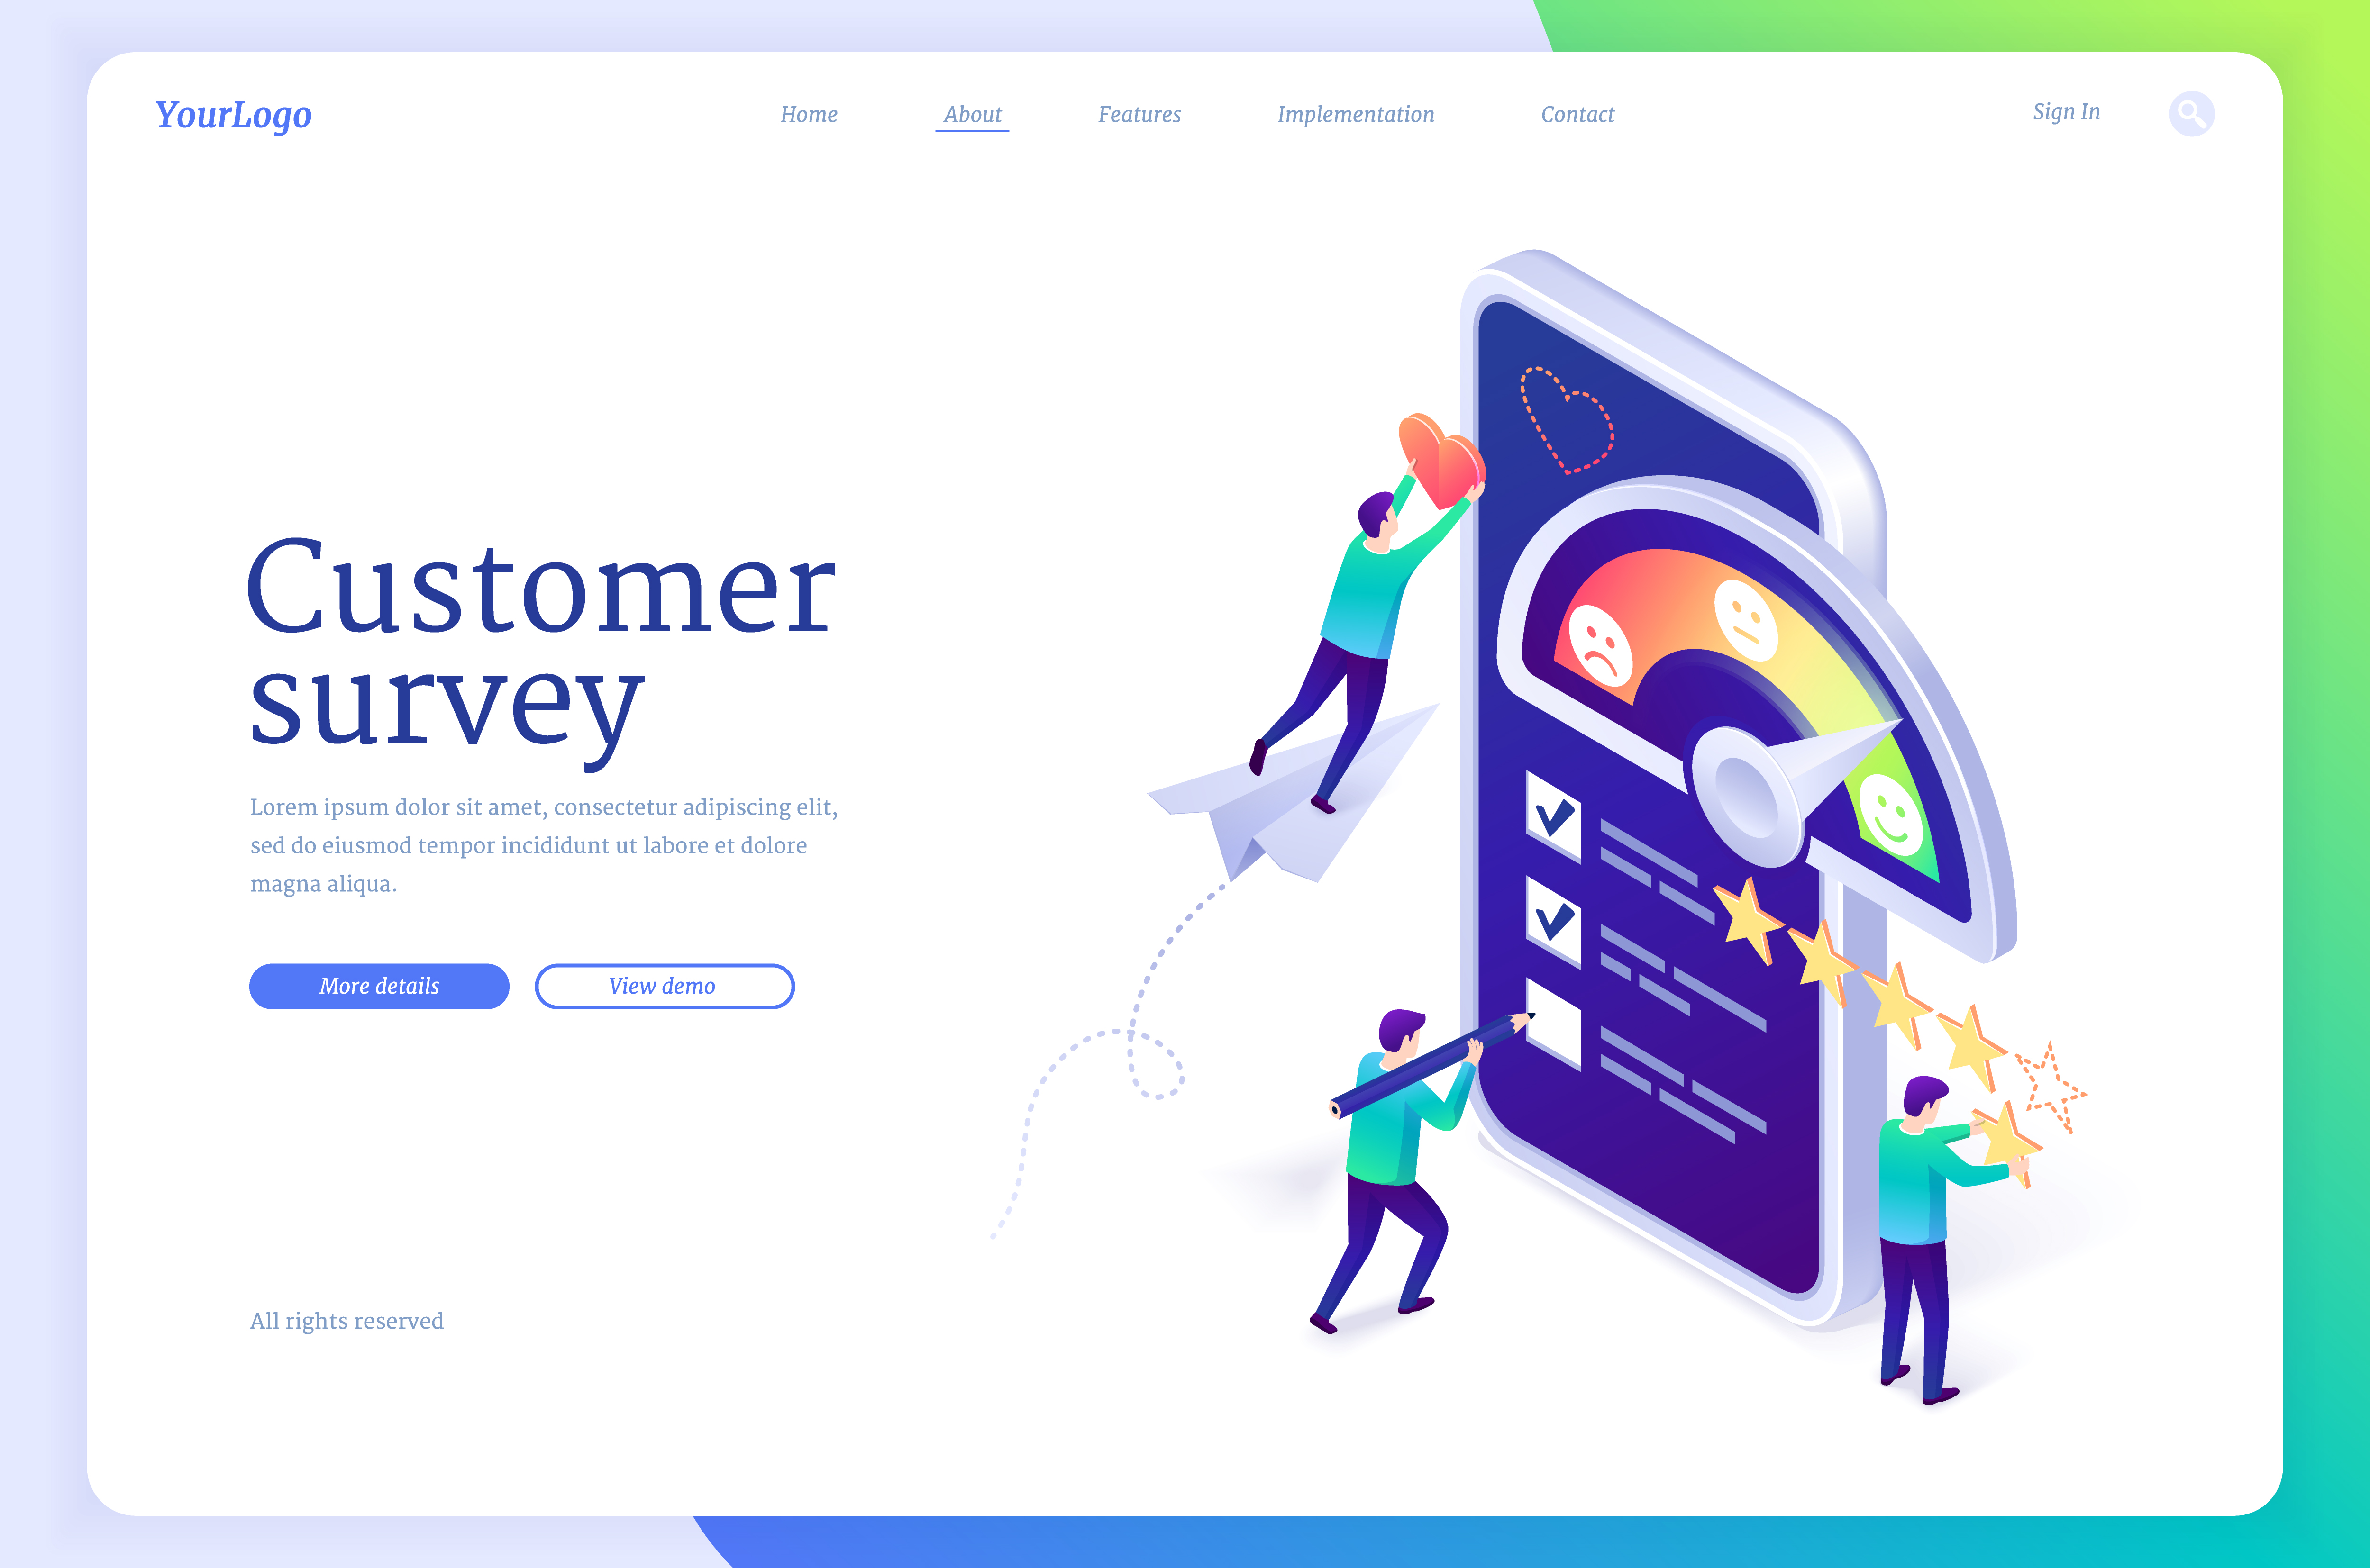 YourLogo
Home About Features Implementation Contact Sign In
Customer
survey
Lorem ipsum dolor sit amet, consectetur adipiscing elit,
sed do eiusmod tempor incididunt ut labore et dolore
magna aliqua.
More details View demo
All rights reserved